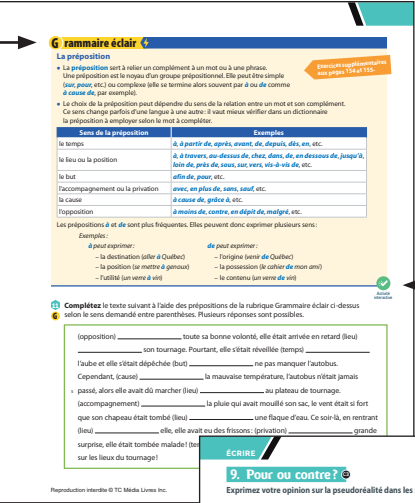 Grammaire éclair
La préposition
• La préposition sert à relier un complément à un mot ou à une phrase.
Une préposition est le noyau d'un groupe prépositionnel. Elle peut être simple
(sur, pour, etc.) ou complexe (elle se termine alors souvent par à ou de comme
à cause de, par exemple).
Exercices supplémentaires
aux pages 154 et 155.
• Le choix de la préposition peut dépendre du sens de la relation entre un mot et son complément.
Ce sens change parfois d'une langue à une autre : il vaut mieux vérifier dans un dictionnaire
la préposition à employer selon le mot à compléter.
Sens de la préposition Exemples
le temps à, à partir de, après, avant, de, depuis, dès, en, etc.
le lieu ou la position à, à travers, au-dessus de, chez, dans, de, en dessous de, jusqu'à,
loin de, près de, sous, sur, vers, vis-à-vis de, etc.
le but afin de, pour, etc.
l'accompagnement ou la privation avec, en plus de, sans, sauf, etc.
la cause à cause de, grâce à, etc.
l'opposition à moins de, contre, en dépit de, malgré, etc.
Les prépositions à et de sont plus fréquentes. Elles peuvent donc exprimer plusieurs sens :
Exemples :
à peut exprimer : de peut exprimer :
– la destination (aller à Québec) – l'origine (venir de Québec)
– la position (se mettre à genoux) – la possession (le cahier de mon ami)
– l'utilité (un verre à vin) – le contenu (un verre de vin)
Activité
interactive
G Complétez le texte suivant à l'aide des prépositions de la rubrique Grammaire éclair ci-dessus
selon le sens demandé entre parenthèses. Plusieurs réponses sont possibles.
(opposition) toute sa bonne volonté, elle était arrivée en retard (lieu)
son tournage. Pourtant, elle s'était réveillée (temps)
l'aube et elle s'était dépêchée (but) ne pas manquer l'autobus.
Cependant, (cause) la mauvaise température, l'autobus n'était jamais
5 passé, alors elle avait dû marcher (lieu) au plateau de tournage.
(accompagnement) la pluie qui avait mouillé son sac, le vent était si fort
que son chapeau était tombé (lieu) une flaque d'eau. Ce soir-là, en rentrant
(lieu) elle, elle avait eu des frissons : (privation) grande
surprise, elle était tombée malade! (te
sur les lieux du tournage!
Reproduction interdite © TC Média Livres Inc.
ÉCRIRE
9. Pour ou contre?
Exprimez votre opinion sur la pseudoréalité dans les